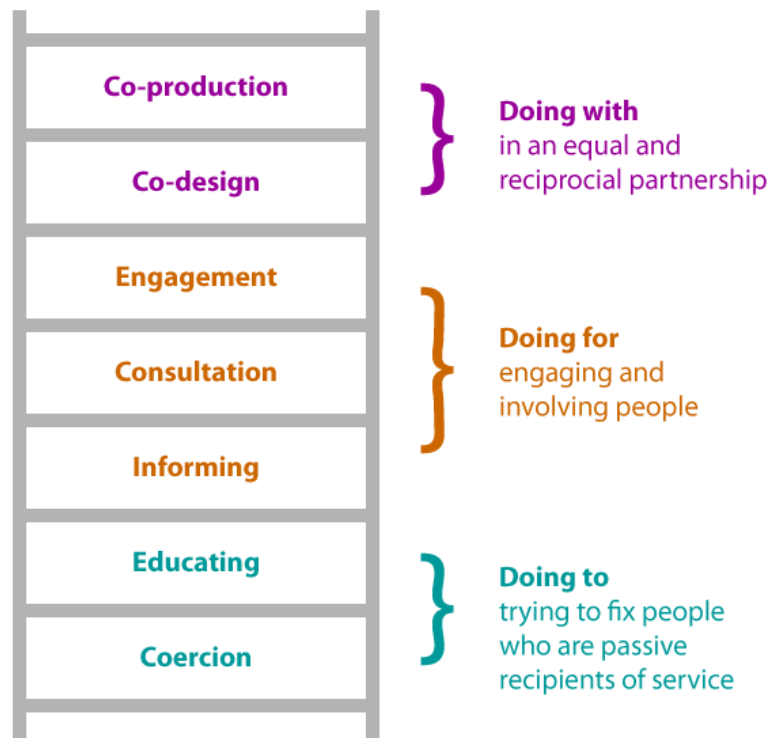 Co-production
Co-design
Doing with
in an equal and
reciprocial partnership
Engagement
Consultation
Informing
Doing for
engaging and
involving people
Educating
Coercion
Doing to
trying to fix people
who are passive
recipients of service